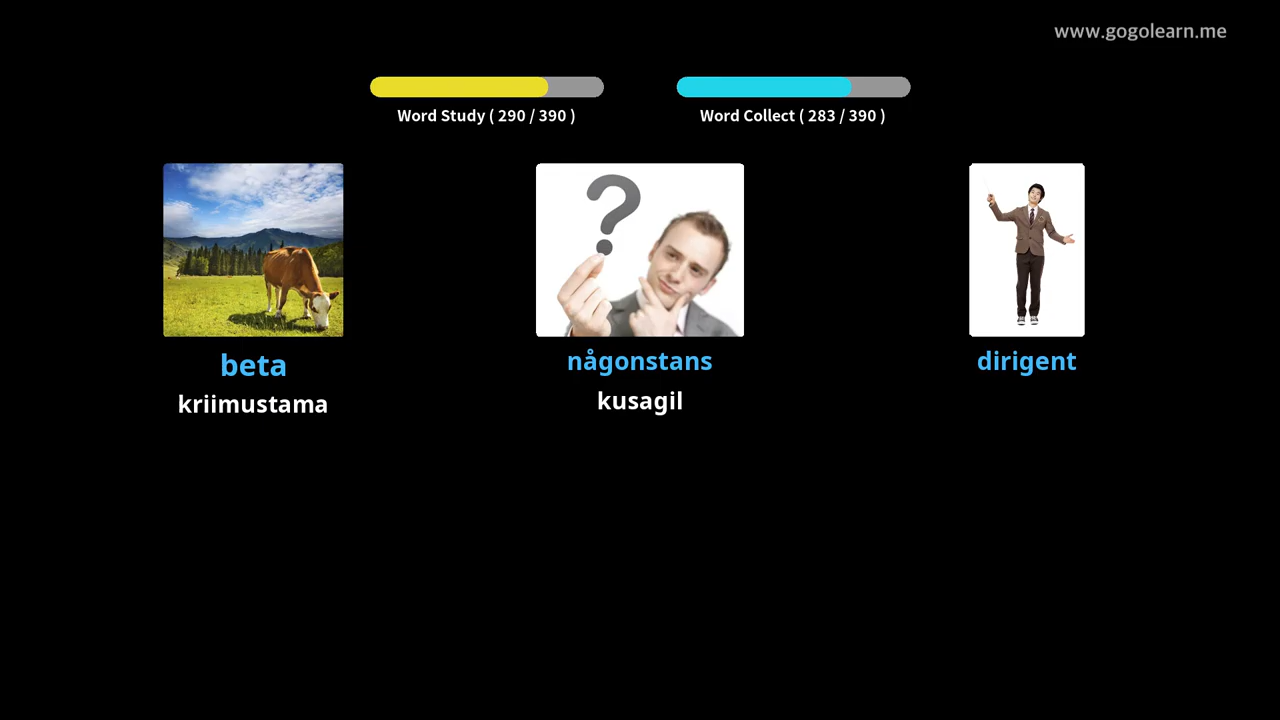 www.gogolearn.me
Word Study ( 290 / 390 )
Word Collect ( 283 / 390 )
beta
kriimustama
någonstans
kusagil
dirigent